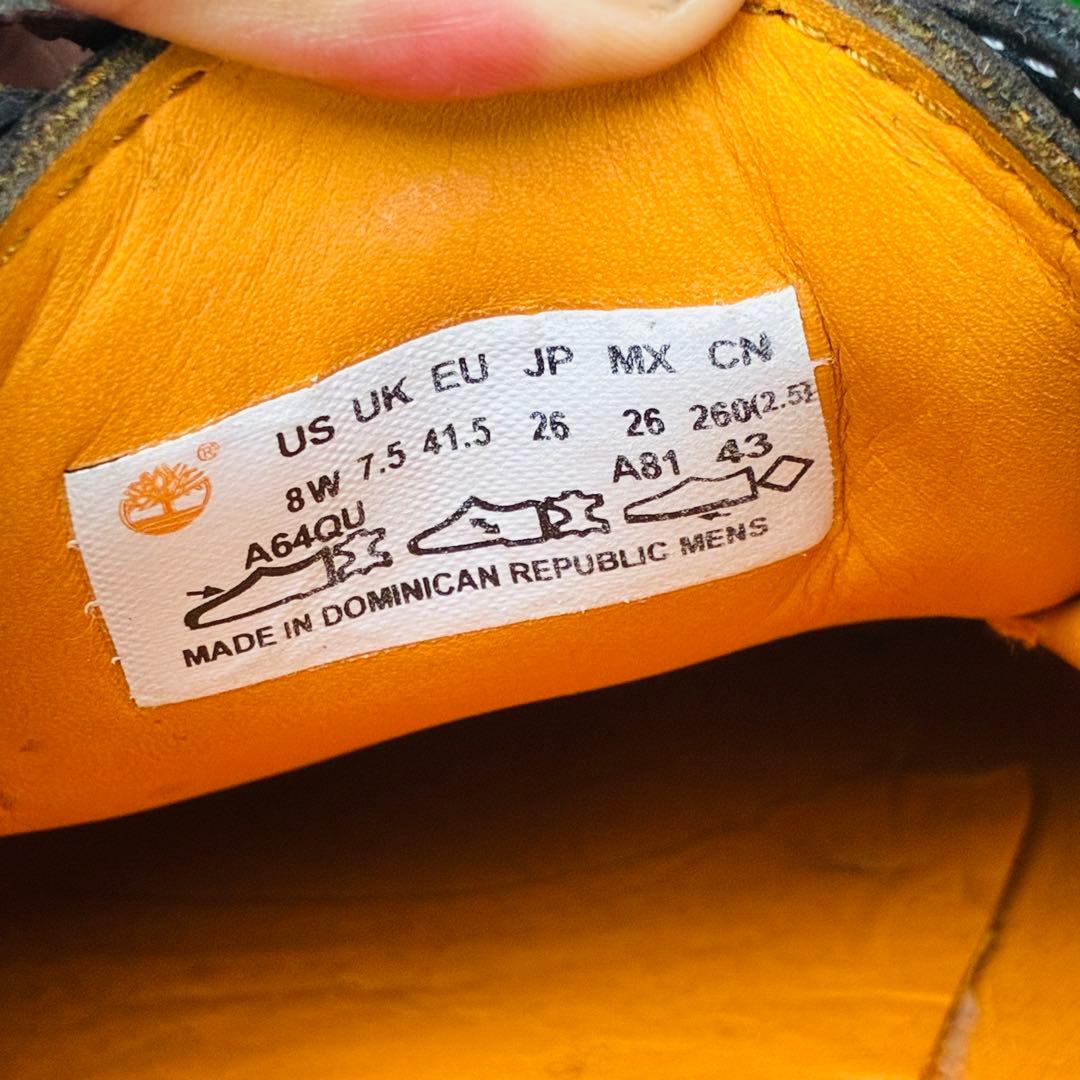 US UK EU JP MX CN
8W 7.5 41.5 26 26 260(2.5)
A64QU A81 43
MADE IN DOMINICAN REPUBLIC MENS
®